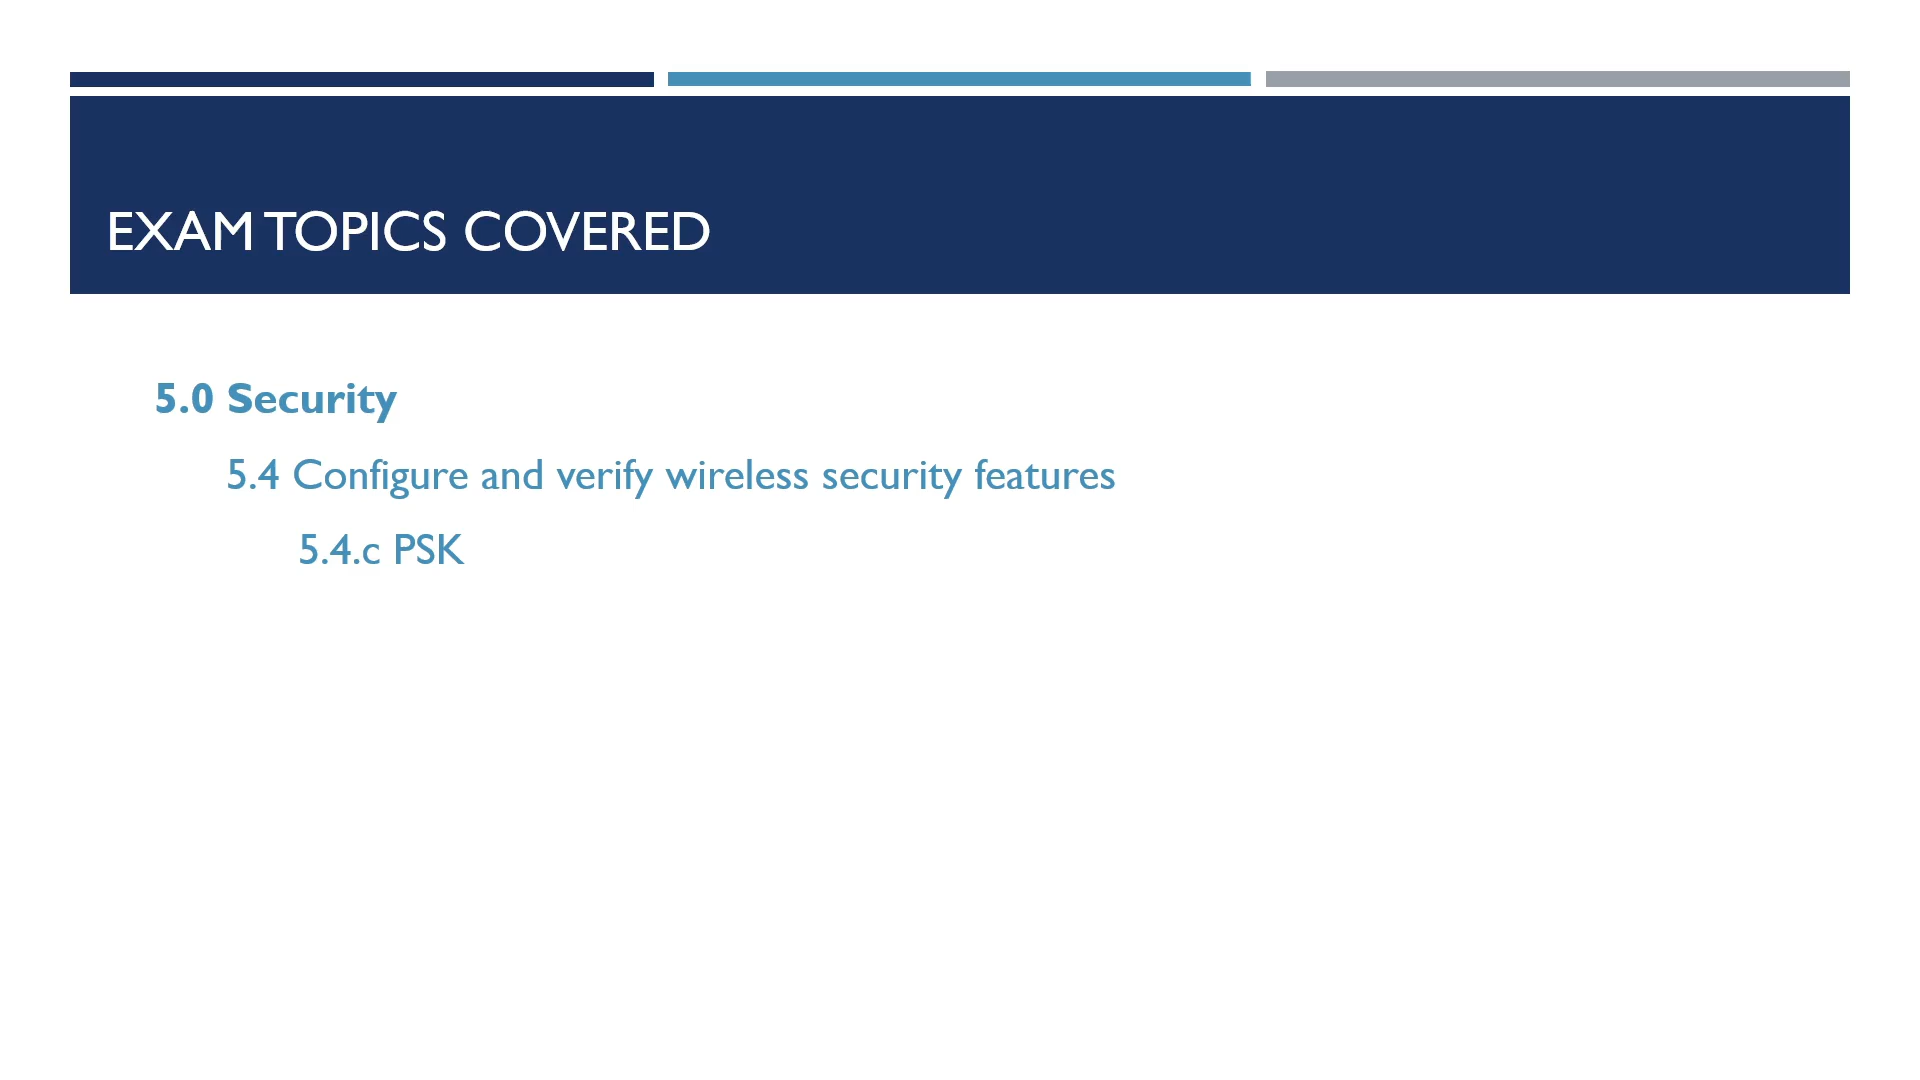 EXAM TOPICS COVERED
5.0 Security
5.4 Configure and verify wireless security features
5.4.c PSK